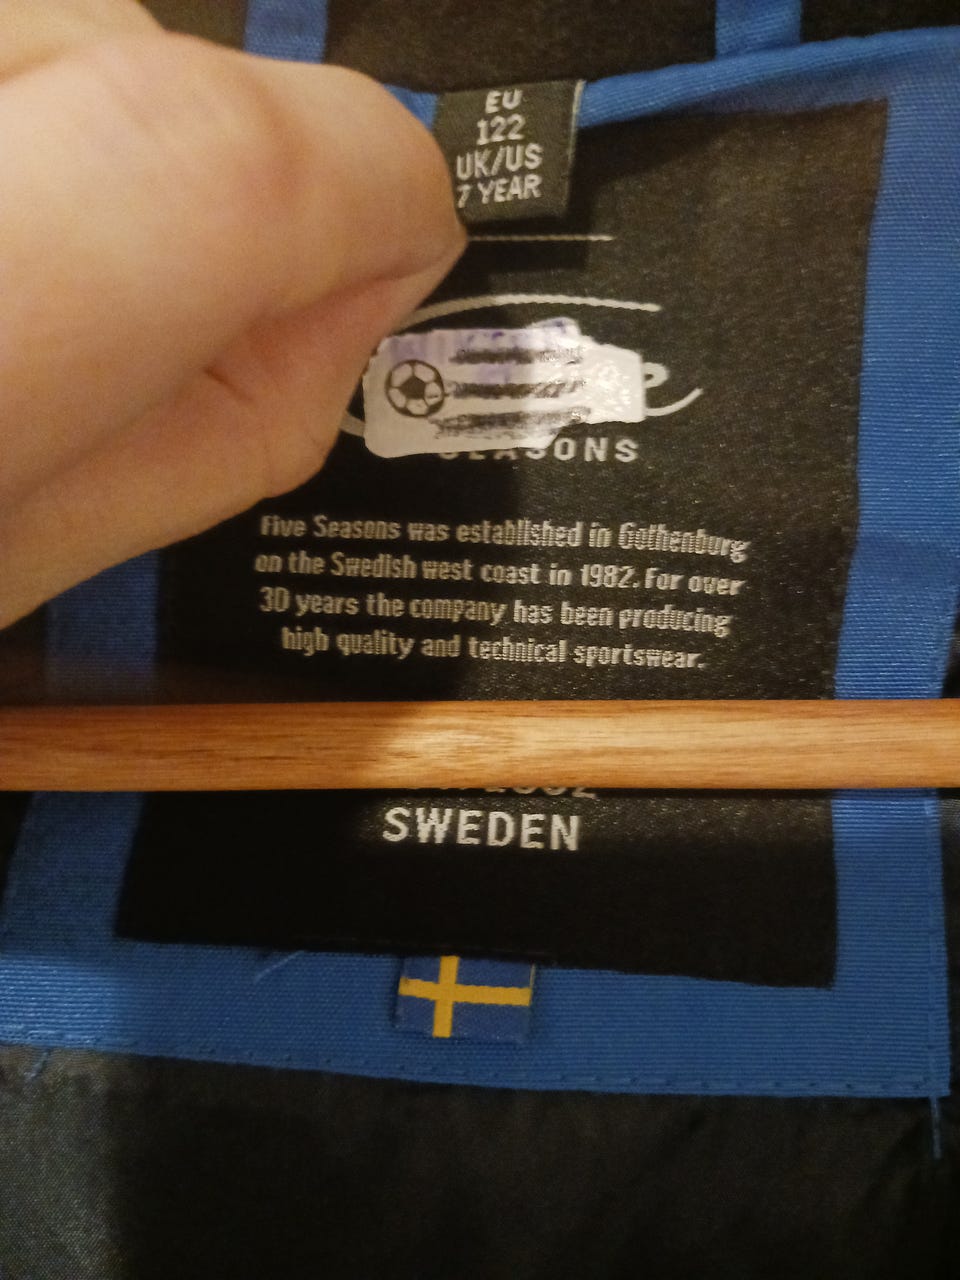 EU
122
UK/US
7 YEAR
SEASONS
Five Seasons was established in Gothenburg
on the Swedish west coast in 1982. For over
30 years the company has been producing
high quality and technical sportswear.
SWEDEN